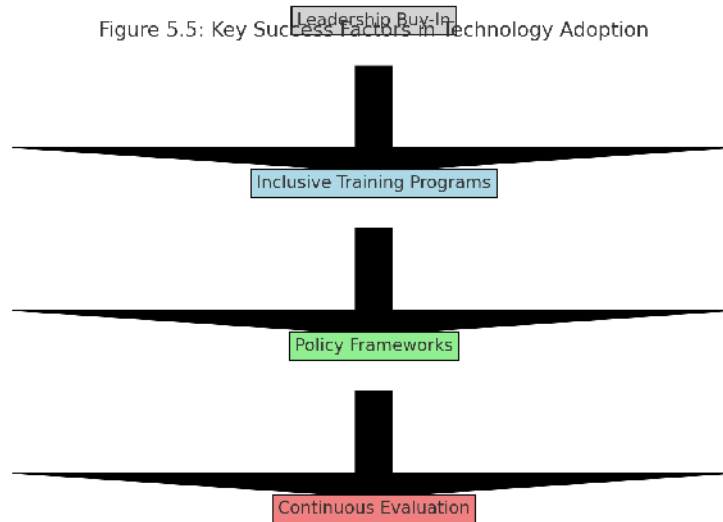 Leadership Buy-In
Figure 5.5: Key Success Factors in Technology Adoption
Inclusive Training Programs
Policy Frameworks
Continuous Evaluation